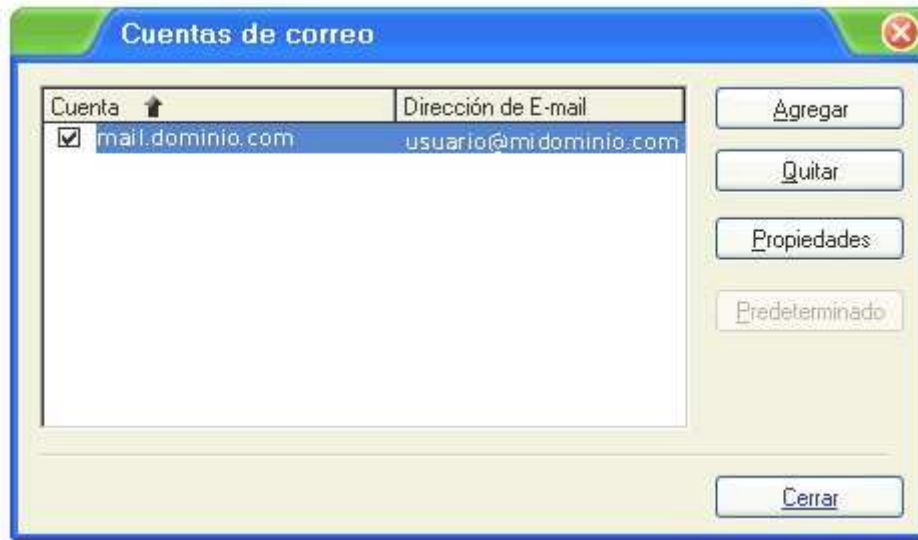 Cuentas de correo
Cuenta Dirección de E-mail
mail.dominio.com usuario@midominio.com
Agregar
Quitar
Propiedades
Predeterminado
Cerrar